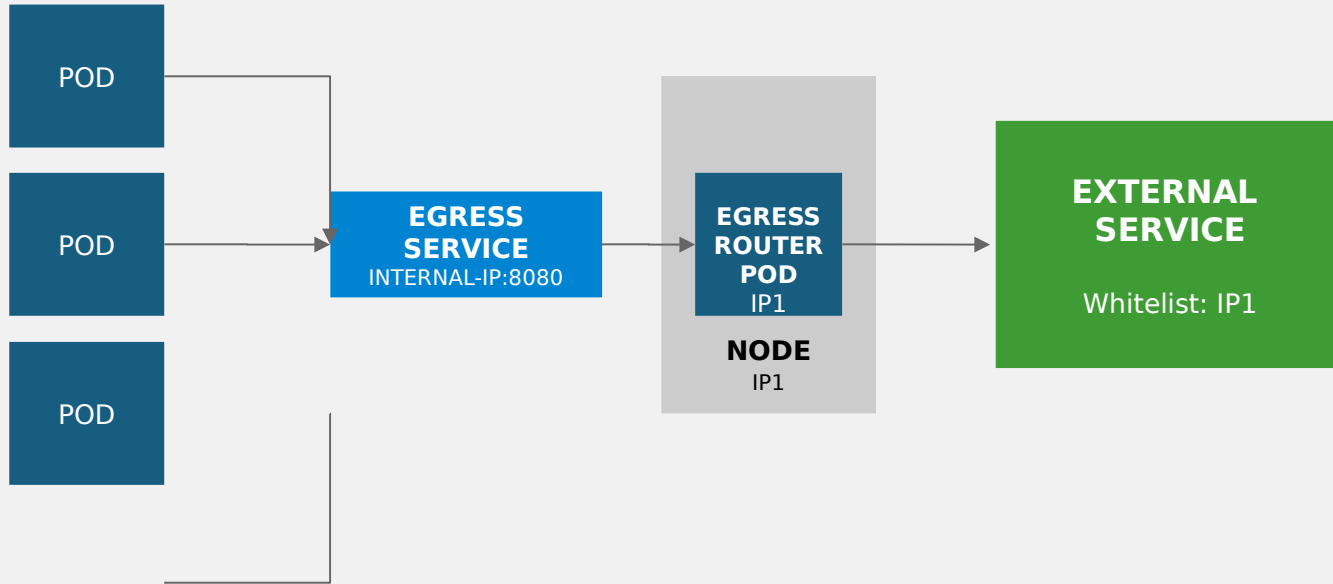 POD
POD
POD
EGRESS
SERVICE
INTERNAL-IP:8080
EGRESS
ROUTER
POD
IP1
NODE
IP1
EXTERNAL
SERVICE
Whitelist: IP1